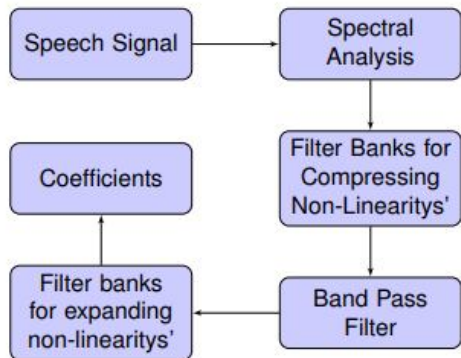 Speech Signal
Spectral
Analysis
Filter Banks for
Compressing
Non-Linearitys'
Band Pass
Filter
Filter banks
for expanding
non-linearitys'
Coefficients